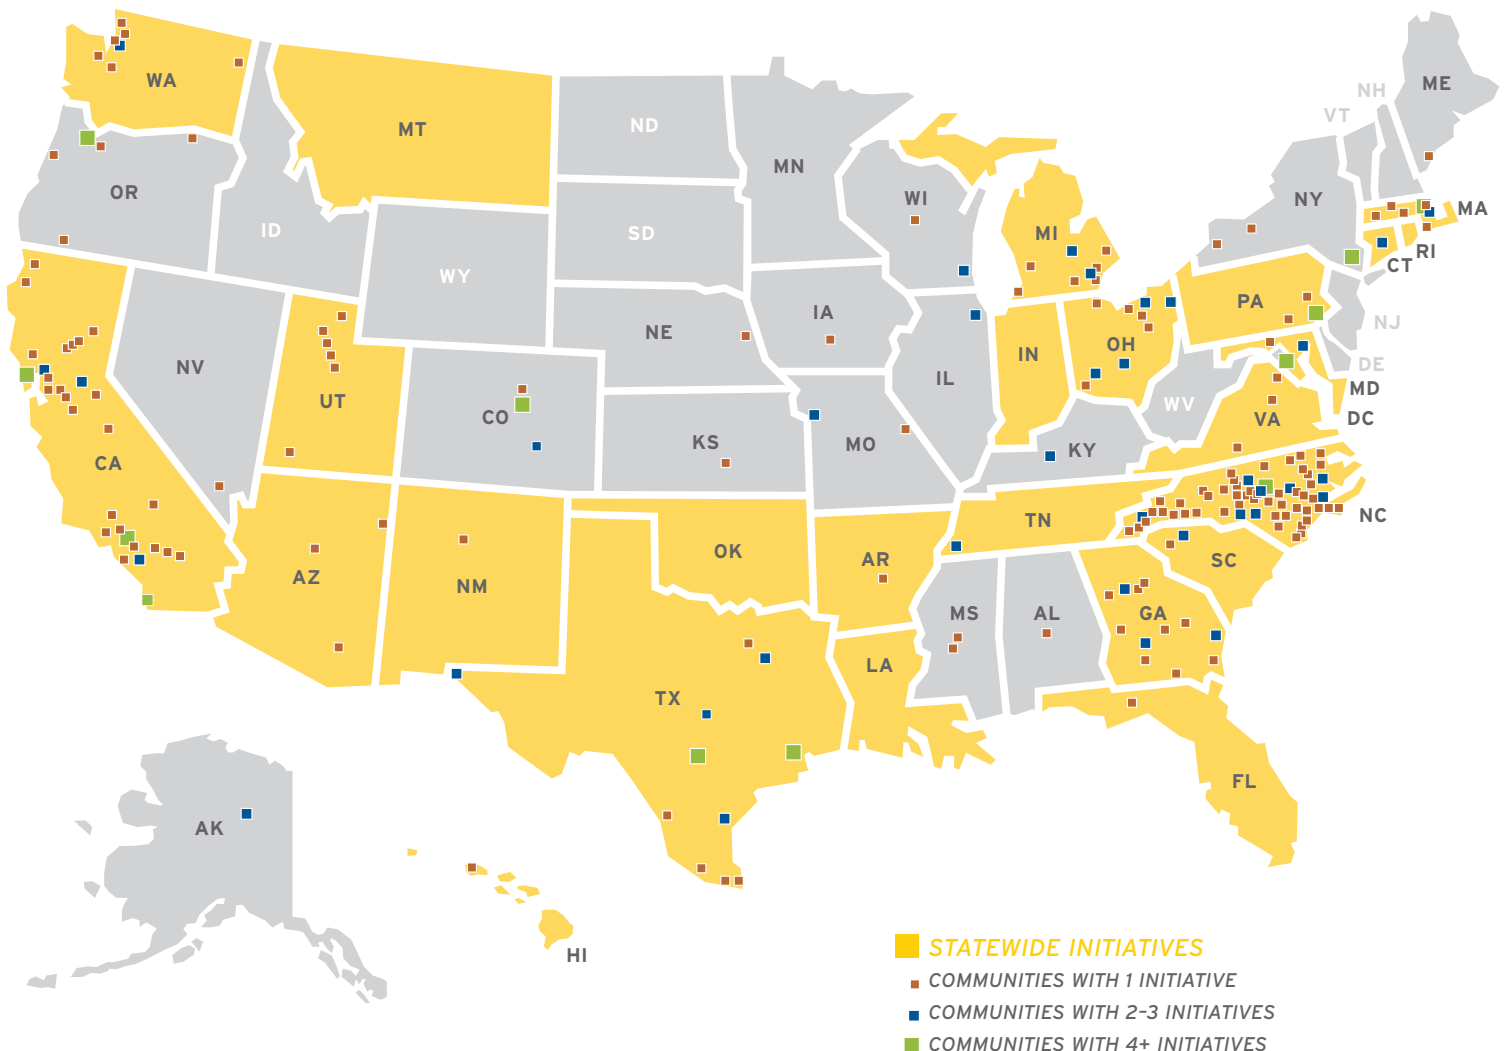 WA
MT
ND
MN
OR
ID
SD
WY
WI
MI
NY
VT
NH
ME
MA
RI
CT
PA
NJ
DE
MD
DC
NV
UT
CA
CO
NE
IA
KS
MO
IL
IN
OH
WV
VA
KY
TN
NC
SC
AZ
NM
OK
AR
MS
AL
GA
LA
TX
FL
AK
HI
STATEWIDE INITIATIVES
COMMUNITIES WITH 1 INITIATIVE
COMMUNITIES WITH 2–3 INITIATIVES
COMMUNITIES WITH 4+ INITIATIVES